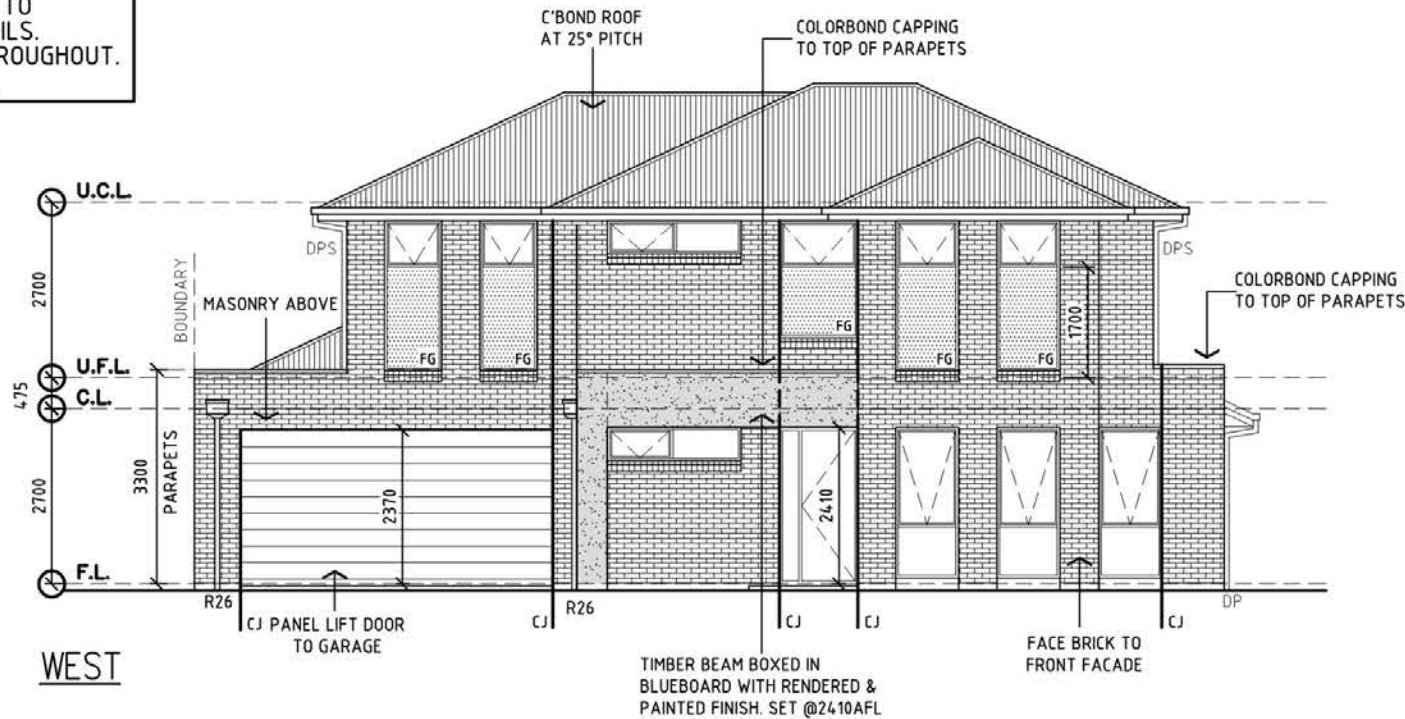 TO
ILS.
ROUGHOUT.
C'BOND ROOF
AT 25° PITCH
COLORBOND CAPPING
TO TOP OF PARAPETS
U.C.L.
DPS
DPS
2700
BOUNDARY
MASONRY ABOVE
COLORBOND CAPPING
TO TOP OF PARAPETS
1700
FG
FG
FG
FG
FG
U.F.L.
475
C.L.
3300
PARAPETS
2700
2370
2410
F.L.
R26
R26
DP
CJ
PANEL LIFT DOOR
TO GARAGE
CJ
CJ
CJ
CJ
FACE BRICK TO
FRONT FACADE
WEST
TIMBER BEAM BOXED IN
BLUEBOARD WITH RENDERED &
PAINTED FINISH. SET @2410AFL